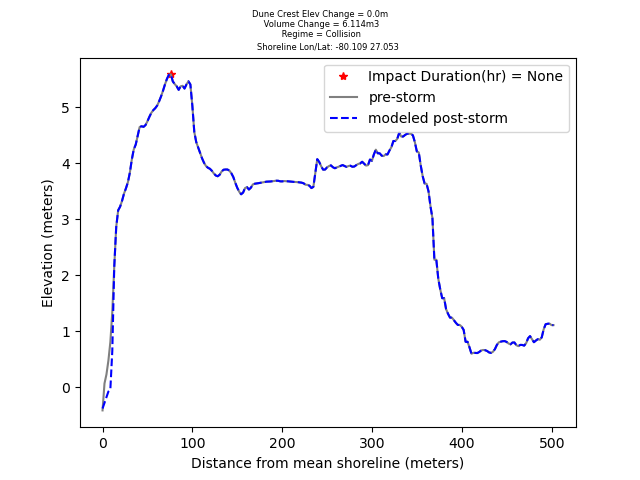 Dune Crest Elev Change = 0.0m
Volume Change = 6.114m3
Regime = Collision
Shoreline Lon/Lat: -80.109 27.053
Impact Duration(hr) = None
pre-storm
modeled post-storm
Elevation (meters)
5
4
3
2
1
0
0 100 200 300 400 500
Distance from mean shoreline (meters)